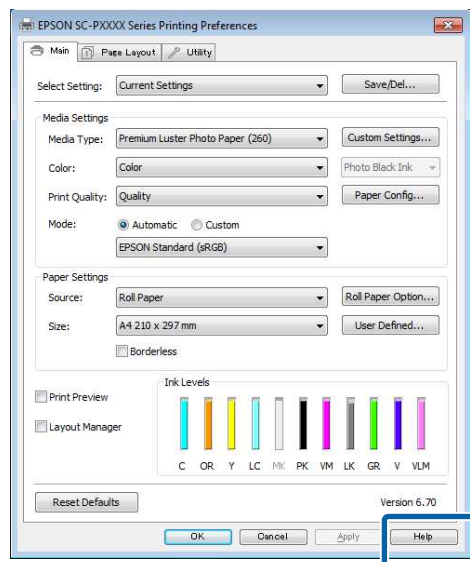 EPSON SC-PXXXX Series Printing Preferences
Main Page Layout Utility
Select Setting: Current Settings Save/Del...
Media Settings
Media Type: Premium Luster Photo Paper (260) Custom Settings...
Color: Color Photo Black Ink
Print Quality: Quality Paper Config...
Mode: Automatic Custom
EPSON Standard (sRGB)
Paper Settings
Source: Roll Paper Roll Paper Option...
Size: A4 210 x 297 mm User Defined...
Borderless
Ink Levels
Print Preview
Layout Manager
C OR Y LC MK PK VM LK GR V VLM
Reset Defaults Version 6.70
OK Cancel Apply Help